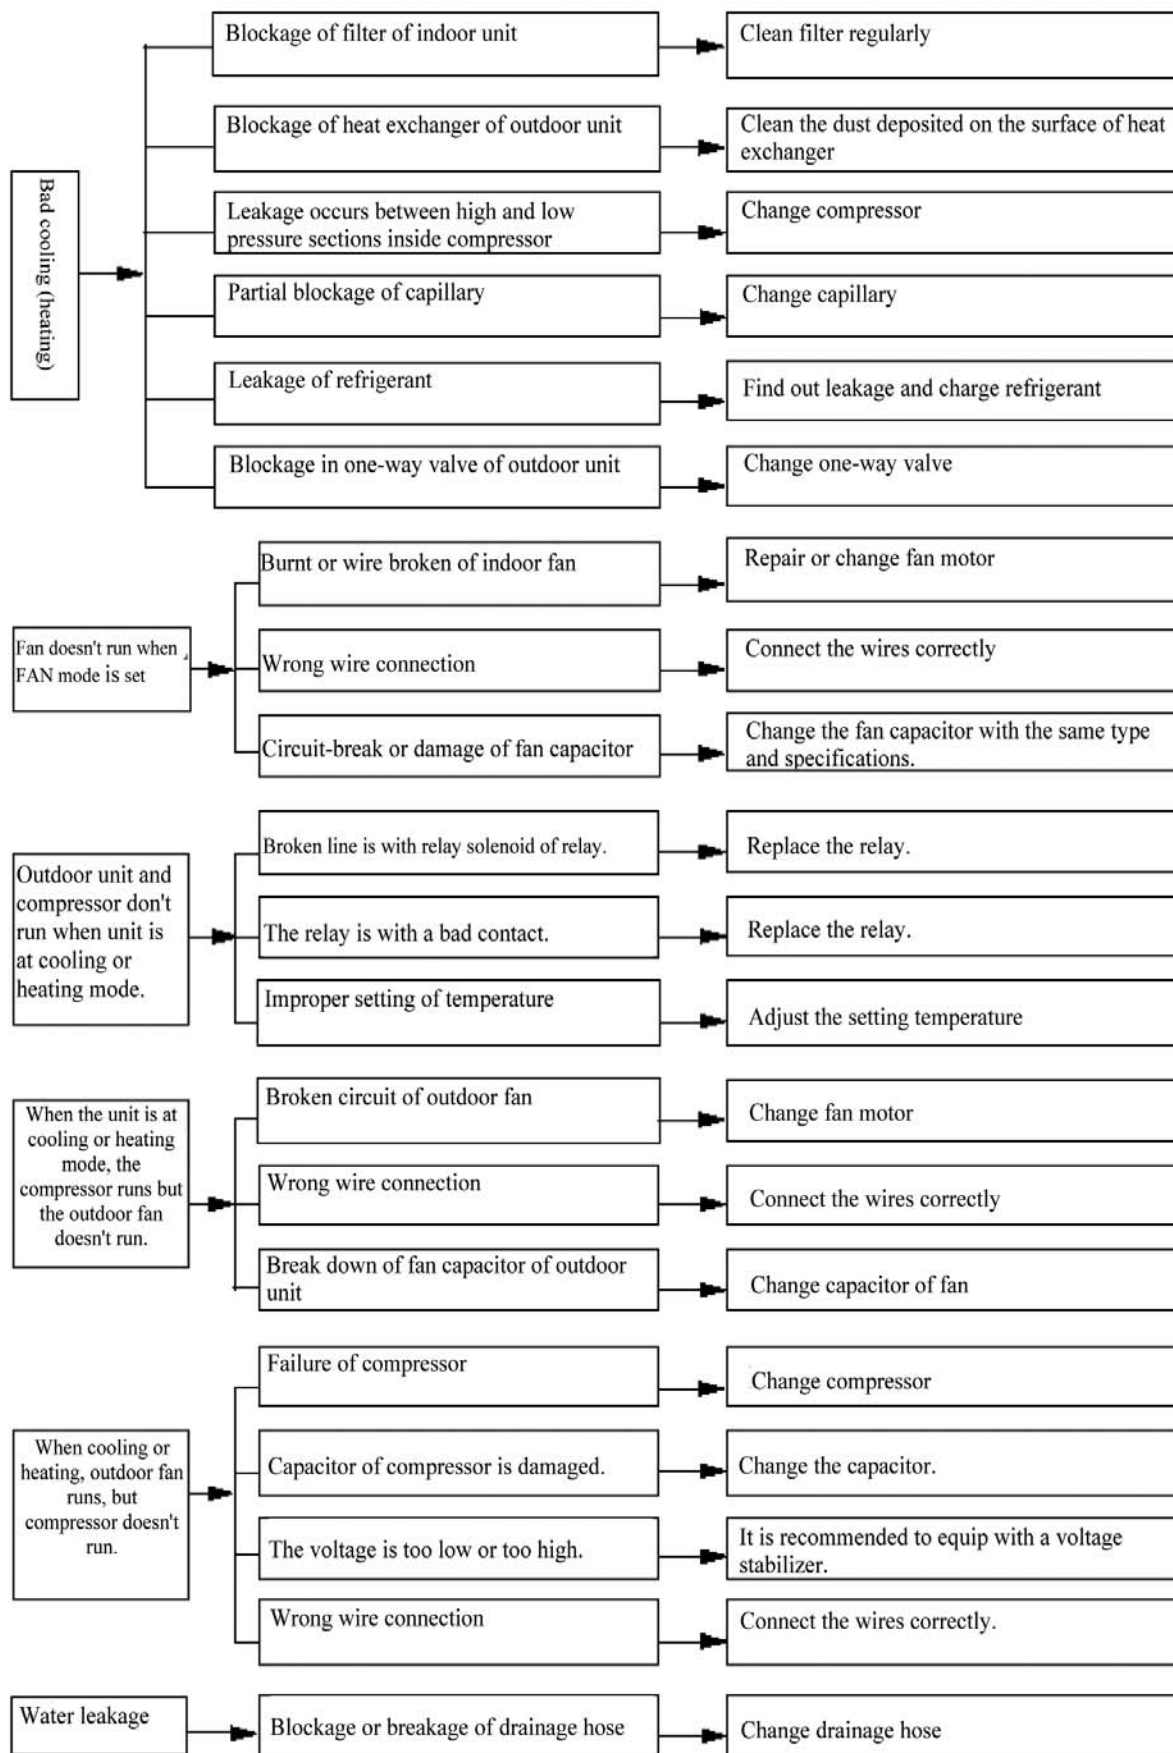 Bad cooling (heating)
Blockage of filter of indoor unit
Clean filter regularly
Blockage of heat exchanger of outdoor unit
Clean the dust deposited on the surface of heat
exchanger
Leakage occurs between high and low
pressure sections inside compressor
Change compressor
Partial blockage of capillary
Change capillary
Leakage of refrigerant
Find out leakage and charge refrigerant
Blockage in one-way valve of outdoor unit
Change one-way valve
Fan doesn't run when
FAN mode is set
Burnt or wire broken of indoor fan
Repair or change fan motor
Wrong wire connection
Connect the wires correctly
Circuit-break or damage of fan capacitor
Change the fan capacitor with the same type
and specifications.
Outdoor unit and
compressor don't
run when unit is
at cooling or
heating mode.
Broken line is with relay solenoid of relay.
Replace the relay.
The relay is with a bad contact.
Replace the relay.
Improper setting of temperature
Adjust the setting temperature
When the unit is at
cooling or heating
mode, the
compressor runs but
the outdoor fan
doesn't run.
Broken circuit of outdoor fan
Change fan motor
Wrong wire connection
Connect the wires correctly
Break down of fan capacitor of outdoor
unit
Change capacitor of fan
When cooling or
heating, outdoor fan
runs, but
compressor doesn't
run.
Failure of compressor
Change compressor
Capacitor of compressor is damaged.
Change the capacitor.
The voltage is too low or too high.
It is recommended to equip with a voltage
stabilizer.
Wrong wire connection
Connect the wires correctly.
Water leakage
Blockage or breakage of drainage hose
Change drainage hose